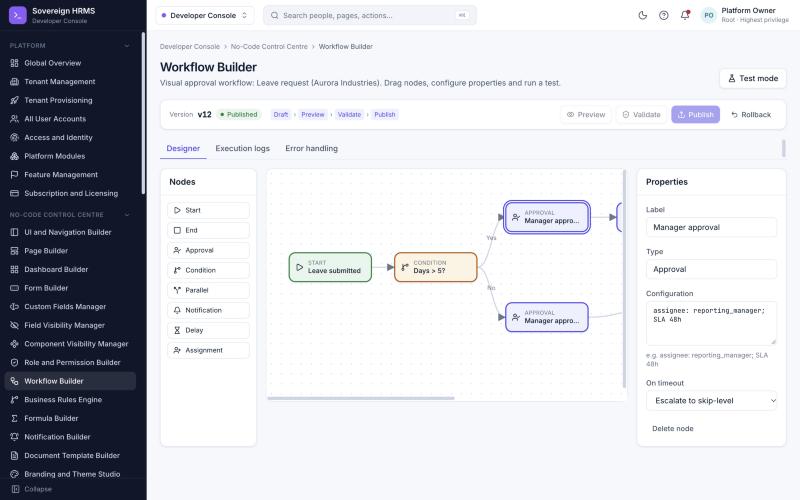 Sovereign HRMS
Developer Console
PLATFORM
Global Overview
Tenant Management
Tenant Provisioning
All User Accounts
Access and Identity
Platform Modules
Feature Management
Subscription and Licensing
NO-CODE CONTROL CENTRE
UI and Navigation Builder
Page Builder
Dashboard Builder
Form Builder
Custom Fields Manager
Field Visibility Manager
Component Visibility Manager
Role and Permission Builder
Workflow Builder
Business Rules Engine
Formula Builder
Notification Builder
Document Template Builder
Branding and Theme Studio
Collapse
Developer Console
Search people, pages, actions...
⌘K
PO
Platform Owner
Root · Highest privilege
Developer Console > No-Code Control Centre > Workflow Builder
Workflow Builder
Visual approval workflow: Leave request (Aurora Industries). Drag nodes, configure properties and run a test.
Test mode
Version v12 Published Draft > Preview > Validate > Publish
Preview
Validate
Publish
Rollback
Designer
Execution logs
Error handling
Nodes
Start
End
Approval
Condition
Parallel
Notification
Delay
Assignment
START
Leave submitted
CONDITION
Days > 5?
Yes
No
APPROVAL
Manager appro...
APPROVAL
Manager appro...
Properties
Label
Manager approval
Type
Approval
Configuration
assignee: reporting_manager;
SLA 48h
e.g. assignee: reporting_manager; SLA
48h
On timeout
Escalate to skip-level
Delete node